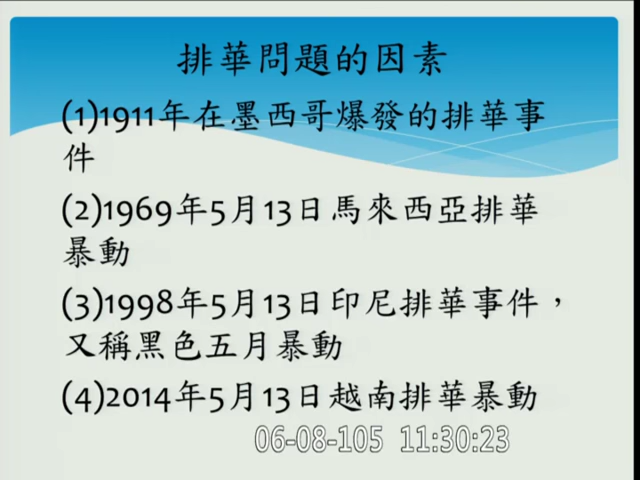 排華問題的因素
(1)1911年在墨西哥爆發的排華事
件
(2)1969年5月13日馬來西亞排華
暴動
(3)1998年5月13日印尼排華事件，
又稱黑色五月暴動
(4)2014年5月13日越南排華暴動
06-08-105 11:30:23